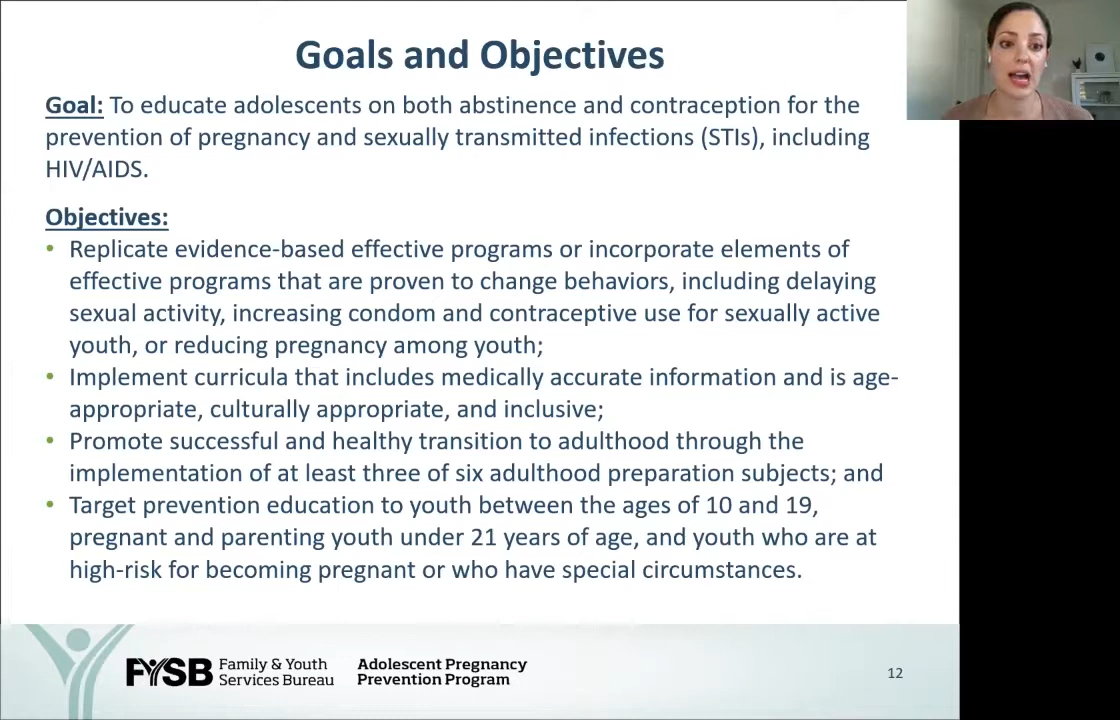 Goals and Objectives
Goal: To educate adolescents on both abstinence and contraception for the
prevention of pregnancy and sexually transmitted infections (STIs), including
HIV/AIDS.
Objectives:
• Replicate evidence-based effective programs or incorporate elements of
effective programs that are proven to change behaviors, including delaying
sexual activity, increasing condom and contraceptive use for sexually active
youth, or reducing pregnancy among youth;
• Implement curricula that includes medically accurate information and is age-
appropriate, culturally appropriate, and inclusive;
• Promote successful and healthy transition to adulthood through the
implementation of at least three of six adulthood preparation subjects; and
• Target prevention education to youth between the ages of 10 and 19,
pregnant and parenting youth under 21 years of age, and youth who are at
high-risk for becoming pregnant or who have special circumstances.
FYSB
Family & Youth
Services Bureau
Adolescent Pregnancy
Prevention Program
12